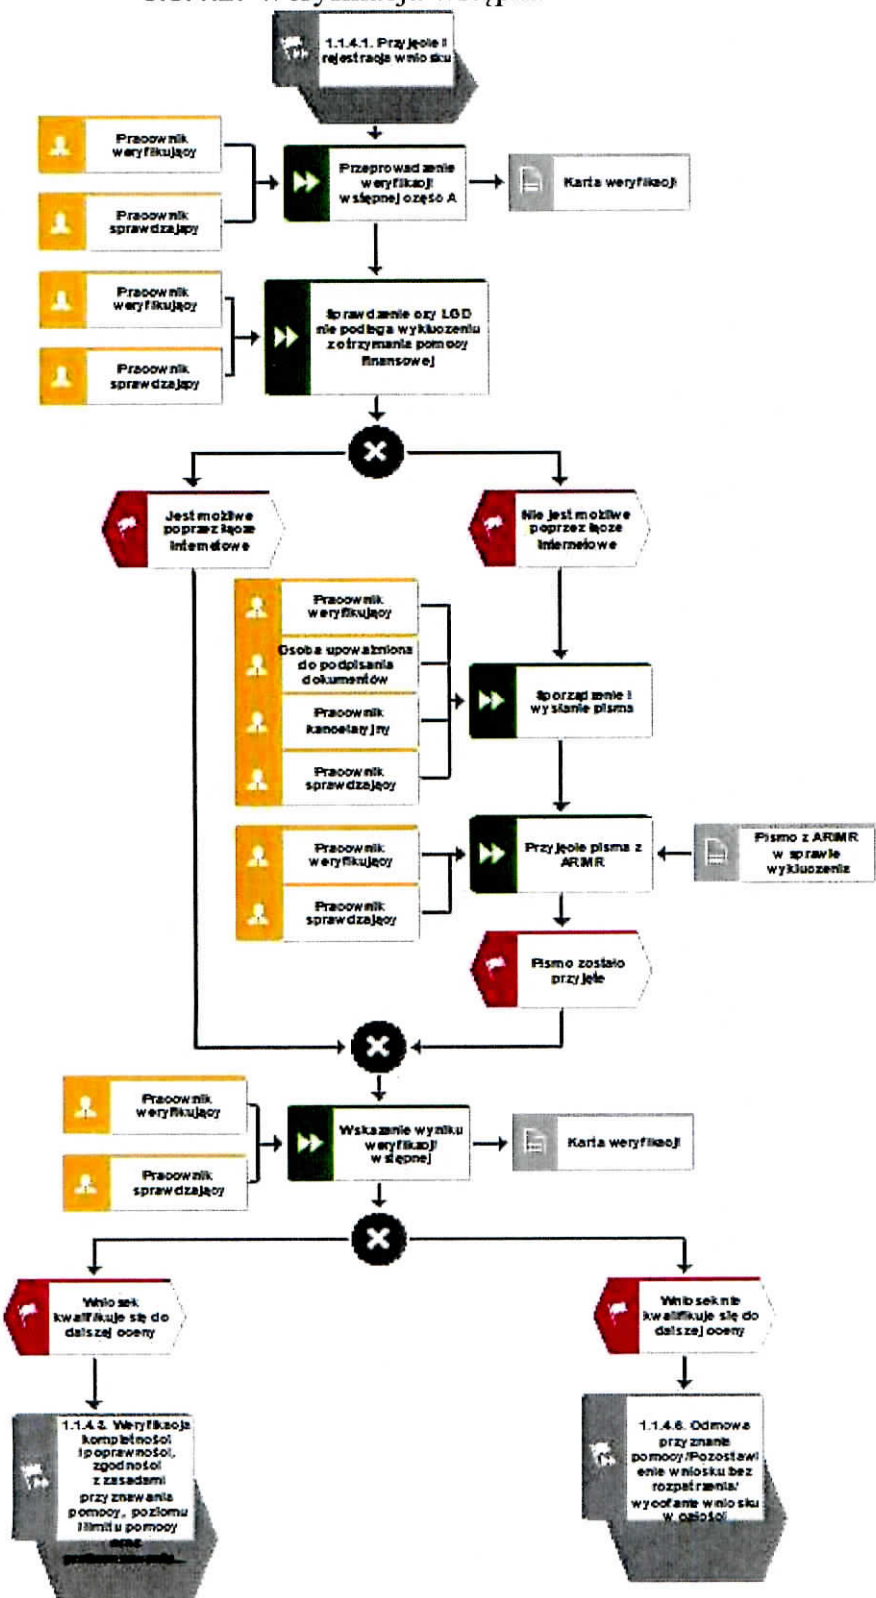 1.1.4.1. Przyjęcie i
rejestracja wniosku
Pracownik
weryfikujący
Pracownik
sprawdzający
Przeprowadzenie
weryfikacji
wstępnej część A
Karta weryfikacji
Pracownik
weryfikujący
Pracownik
sprawdzający
Sprawdzenie czy LGD
nie podlega wykluczeniu
z otrzymania pomocy
finansowej
Jest możliwe
poprzez łącze
internetowe
Nie jest możliwe
poprzez łącze
internetowe
Pracownik
weryfikujący
Osoba upoważniona
do podpisania
dokumentów
Pracownik
kancelaryjny
Pracownik
sprawdzający
Sporządzenie i
wysłanie pisma
Pracownik
weryfikujący
Pracownik
sprawdzający
Przyjęcie pisma z
ARiMR
Pismo z ARiMR
w sprawie
wykluczenia
Pismo zostało
przyjęte
Pracownik
weryfikujący
Pracownik
sprawdzający
Wskazanie wyniku
weryfikacji
wstępnej
Karta weryfikacji
Wniosek
kwalifikuje się do
dalszej oceny
Wniosek nie
kwalifikuje się do
dalszej oceny
1.1.4.3. Weryfikacja
kompletności
i poprawności,
zgodności
z zasadami
przyznawania
pomocy, poziomu
i limitu pomocy
oraz
1.1.4.6. Odmowa
przyznania
pomocy/Pozostawi
enie wniosku bez
rozpatrzenia/
wycofanie wniosku
w całości